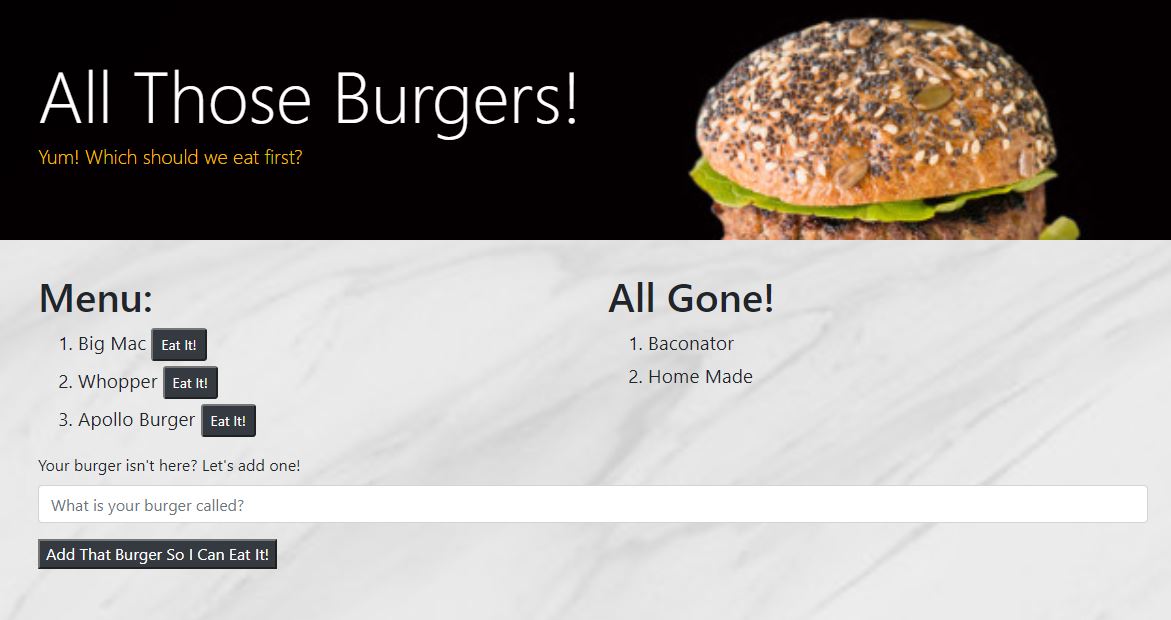 All Those Burgers!
Yum! Which should we eat first?
Menu:
1. Big Mac Eat It!
2. Whopper Eat It!
3. Apollo Burger Eat It!
All Gone!
1. Baconator
2. Home Made
Your burger isn't here? Let's add one!
What is your burger called?
Add That Burger So I Can Eat It!